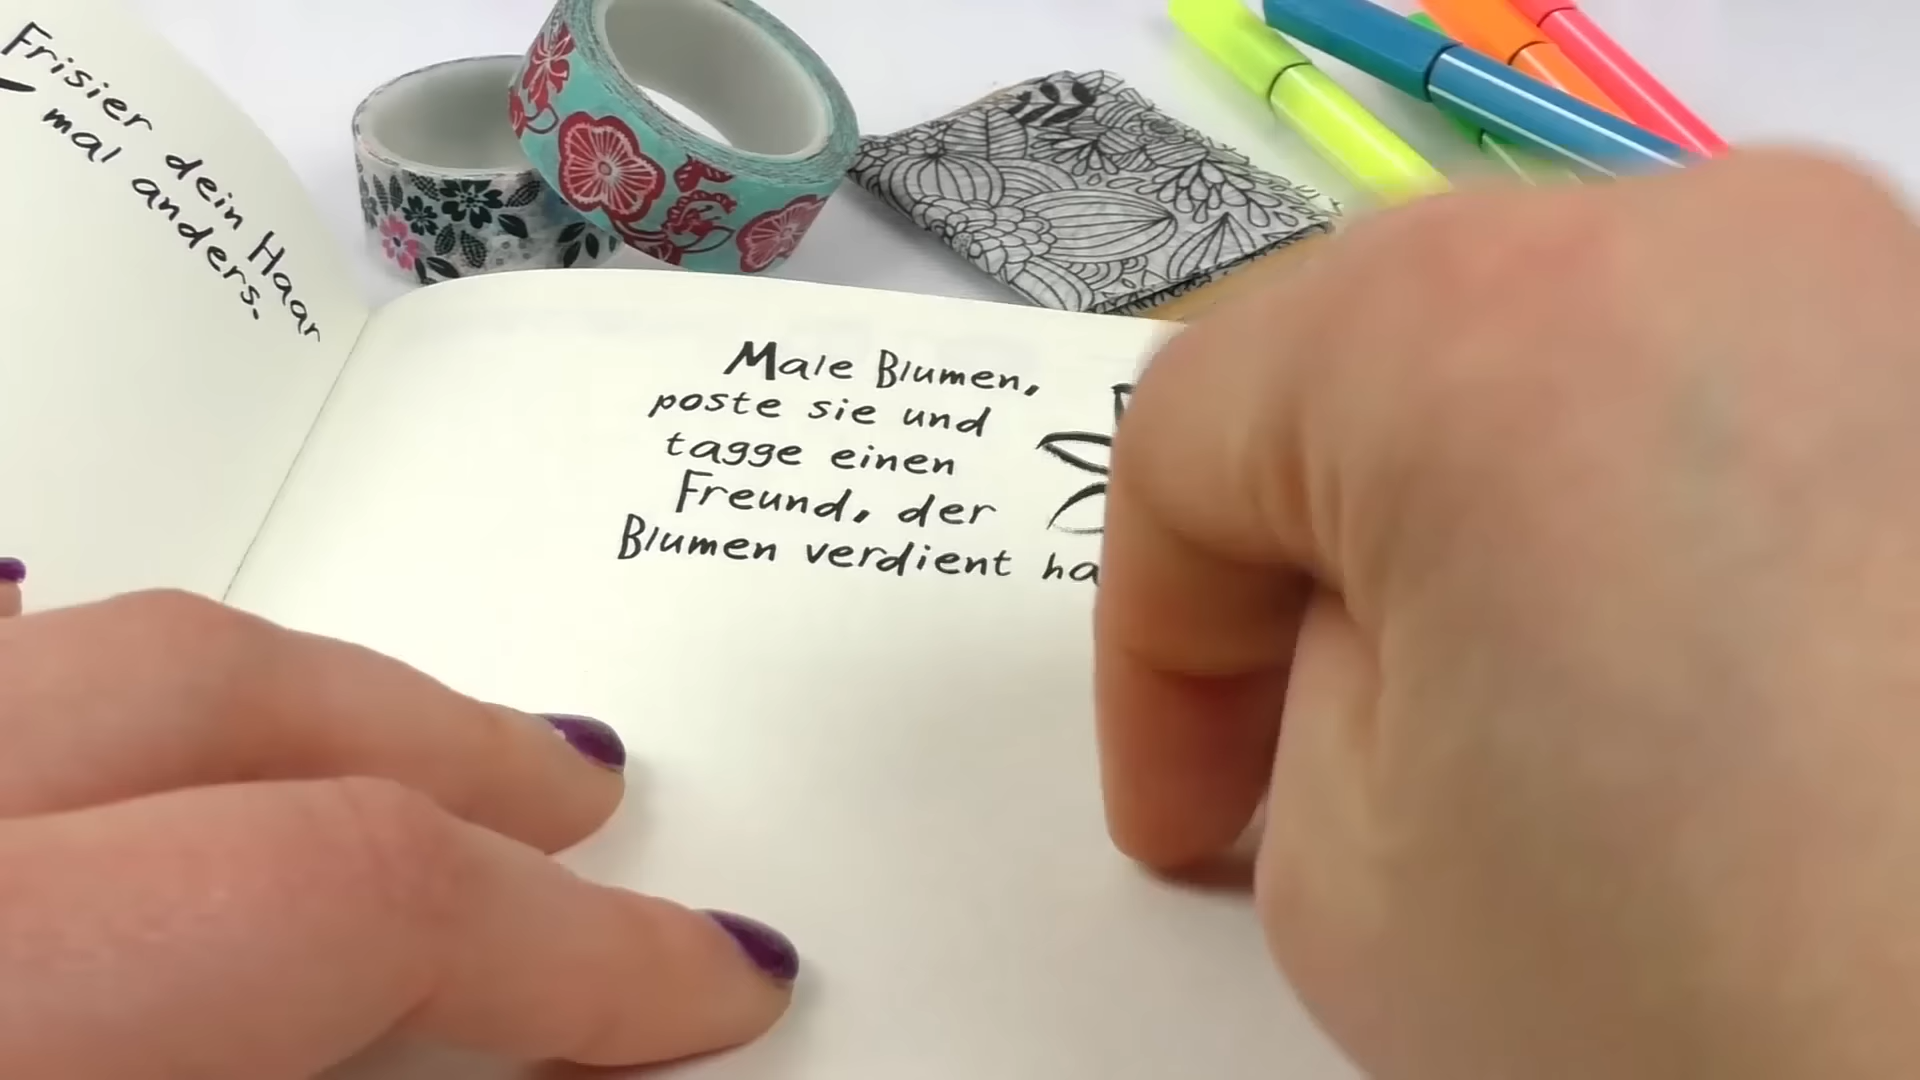 Frisier dein Haar
mal anders.
Male Blumen,
poste sie und
tagge einen
Freund, der
Blumen verdient